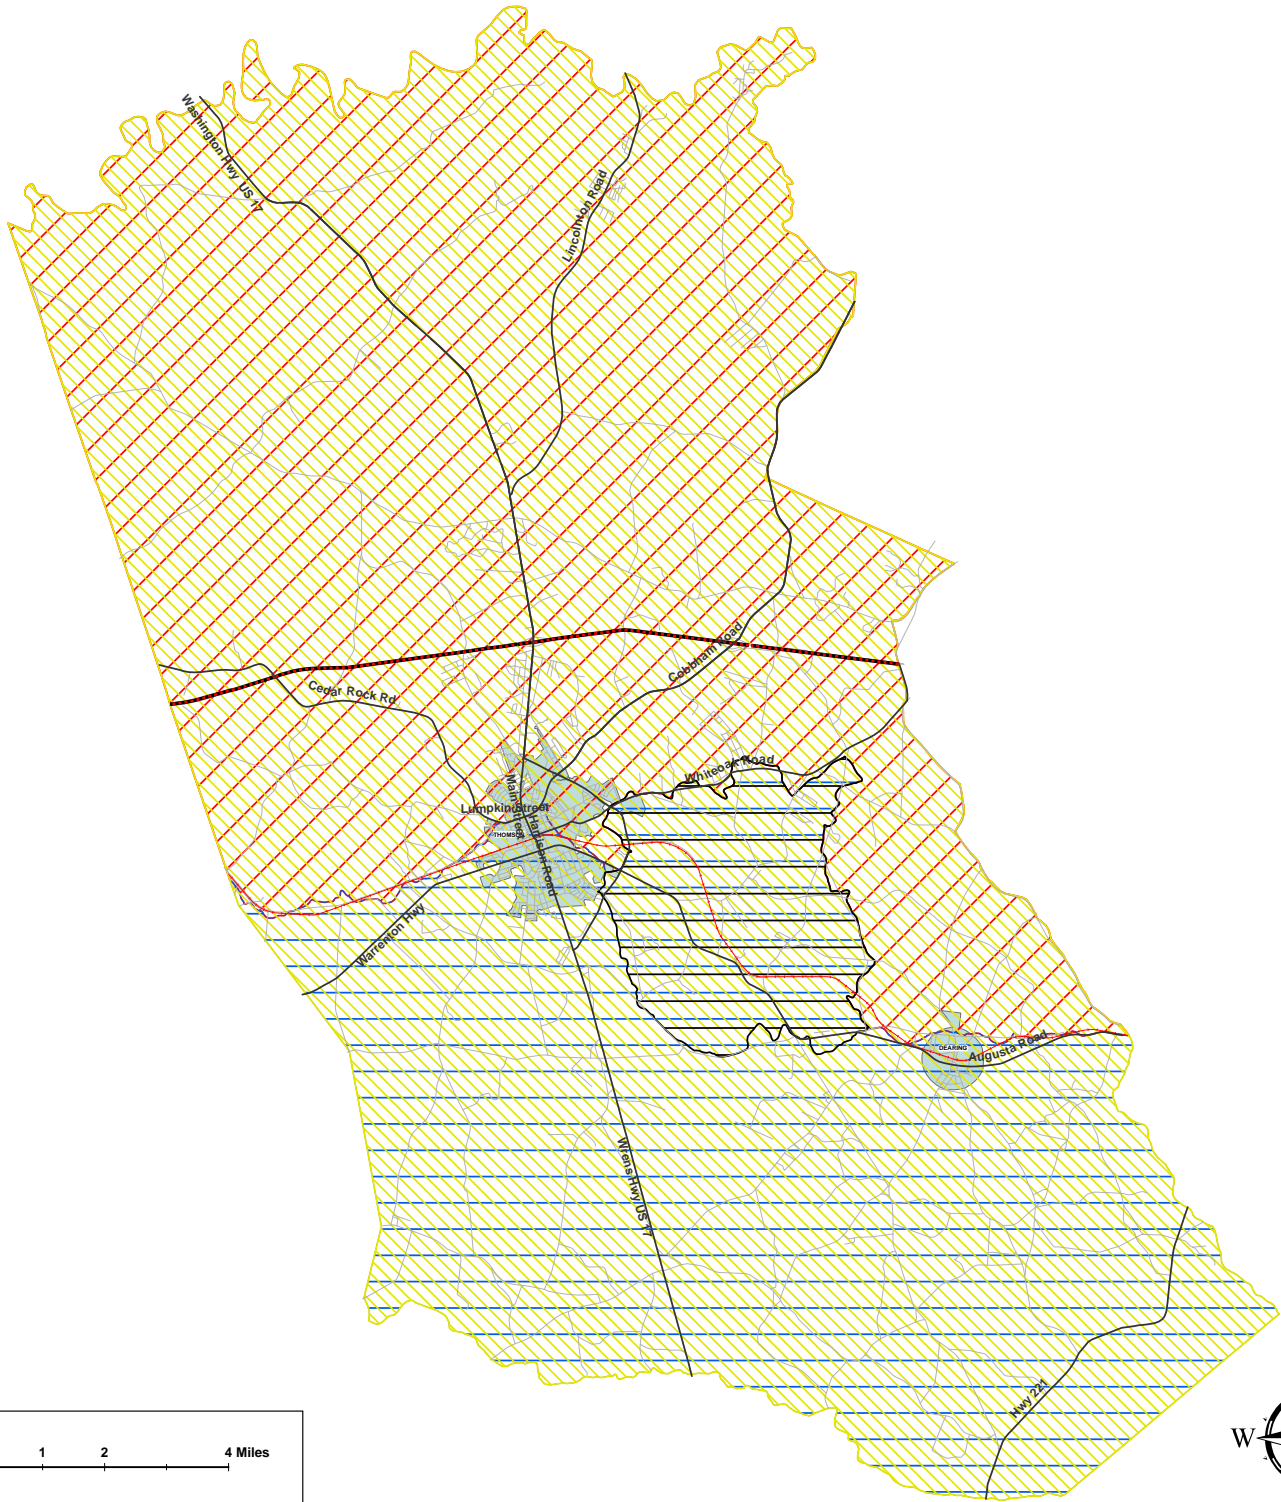 Washington Hwy US 17
Lincolnton Road
Cobbham Road
Cedar Rock Rd
Whiteoak Road
Main Street
Lumpkin Street
Harrison Road
Warrenton Hwy
DEARING
Augusta Road
Wrens Hwy US 17
Hwy 221
1 2 4 Miles
W